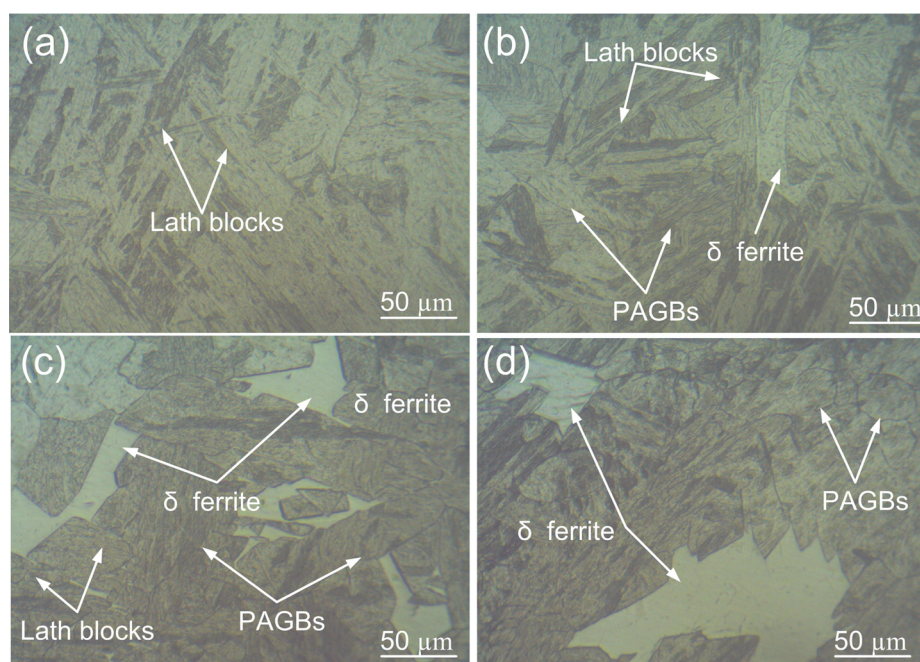 (a)
Lath blocks
50 µm
(b)
Lath blocks
δ ferrite
PAGBs
50 µm
(c)
δ ferrite
δ ferrite
Lath blocks
PAGBs
50 µm
(d)
PAGBs
δ ferrite
50 µm